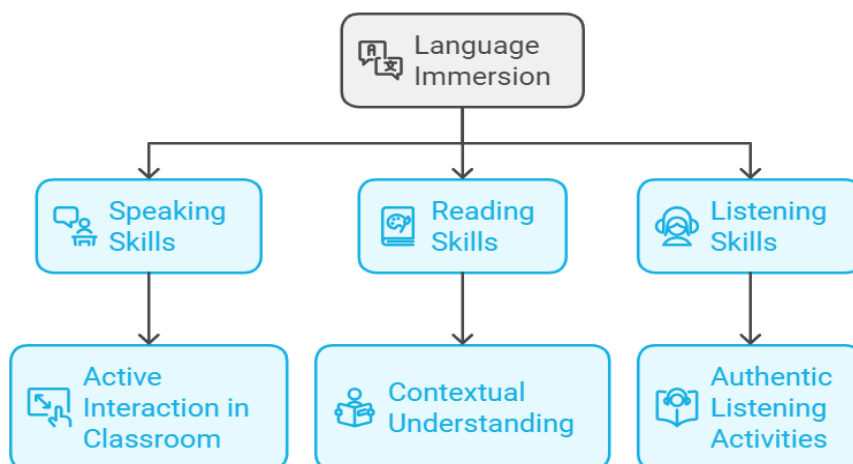 Language
Immersion
Speaking
Skills
Reading
Skills
Listening
Skills
Active
Interaction in
Classroom
Contextual
Understanding
Authentic
Listening
Activities